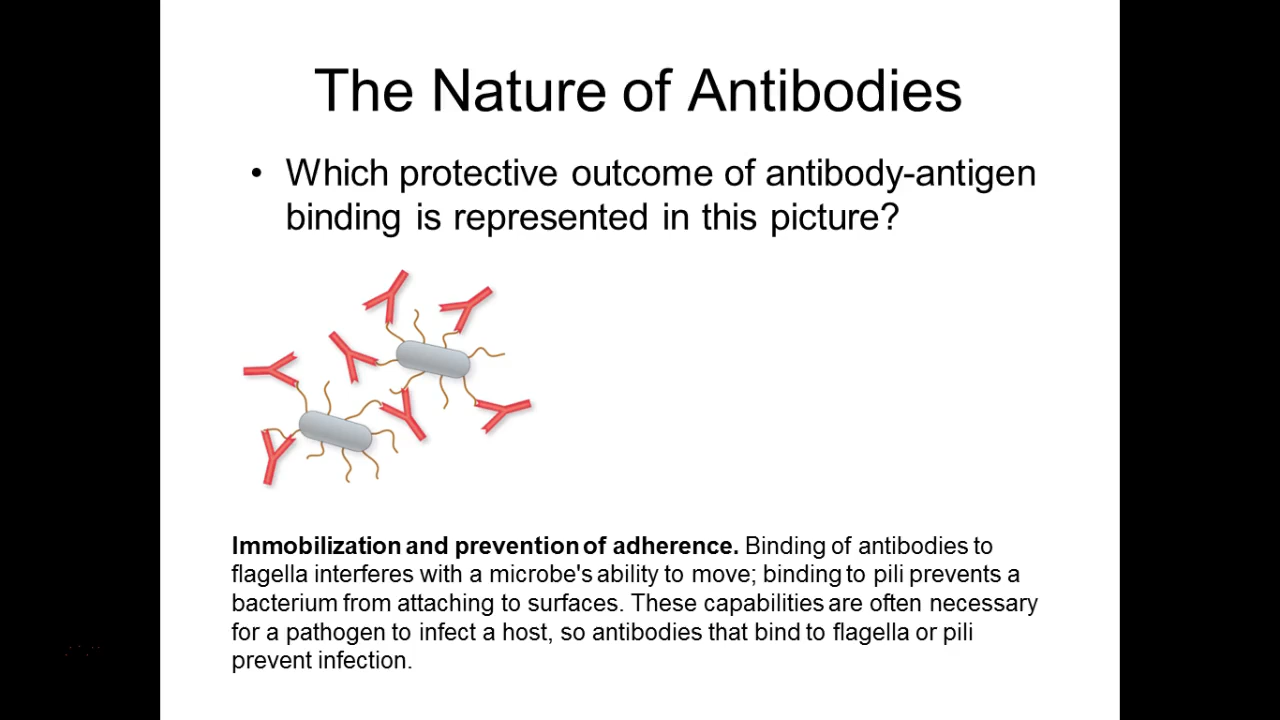 The Nature of Antibodies
• Which protective outcome of antibody-antigen
binding is represented in this picture?
Immobilization and prevention of adherence. Binding of antibodies to
flagella interferes with a microbe's ability to move; binding to pili prevents a
bacterium from attaching to surfaces. These capabilities are often necessary
for a pathogen to infect a host, so antibodies that bind to flagella or pili
prevent infection.